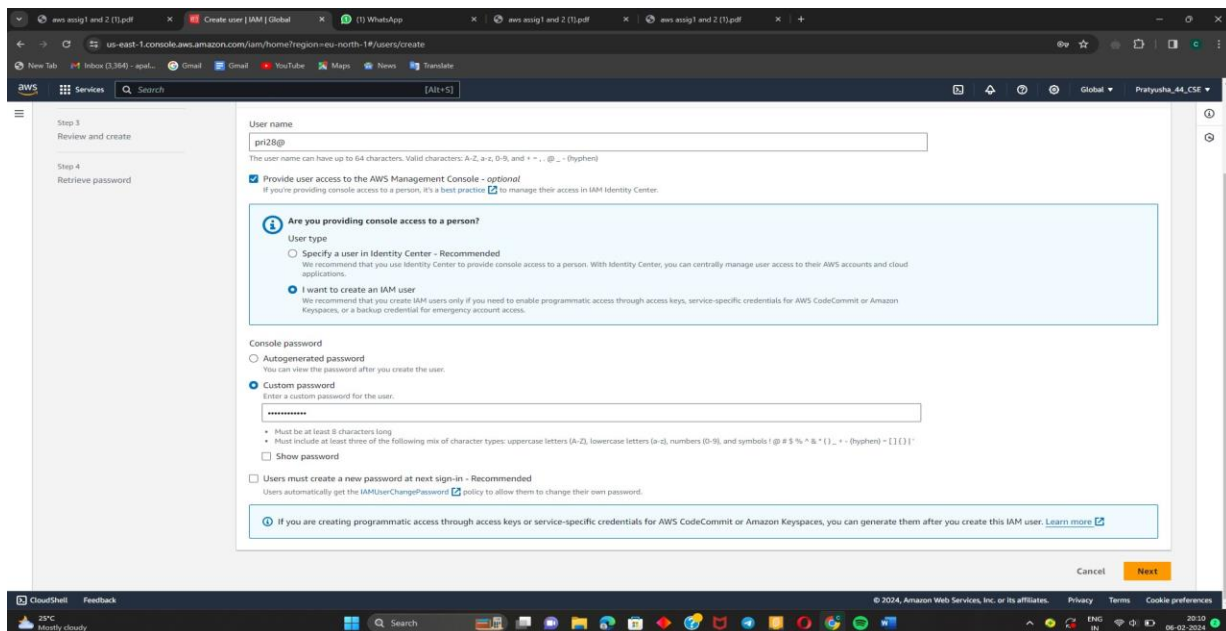 aws assig1 and 2 (1).pdf
Create user | IAM | Global
(1) WhatsApp
aws assig1 and 2 (1).pdf
aws assig1 and 2 (1).pdf
us-east-1.console.aws.amazon.com/iam/home?region=eu-north-1#/users/create
New Tab
Inbox (3,364) - apal...
Gmail
Gmail
YouTube
Maps
News
Translate
aws
Services
Search
[Alt+S]
Global
Pratyusha_44_CSE
Step 3
Review and create
Step 4
Retrieve password
User name
pri28@
The user name can have up to 64 characters. Valid characters: A-Z, a-z, 0-9, and + = , . @ _ - (hyphen)
Provide user access to the AWS Management Console - optional
If you're providing console access to a person, it's a best practice to manage their access in IAM Identity Center.
Are you providing console access to a person?
User type
Specify a user in Identity Center - Recommended
We recommend that you use Identity Center to provide console access to a person. With Identity Center, you can centrally manage user access to their AWS accounts and cloud
applications.
I want to create an IAM user
We recommend that you create IAM users only if you need to enable programmatic access through access keys, service-specific credentials for AWS CodeCommit or Amazon
Keyspaces, or a backup credential for emergency account access.
Console password
Autogenerated password
You can view the password after you create the user.
Custom password
Enter a custom password for the user.
••••••••••••
• Must be at least 8 characters long
• Must include at least three of the following mix of character types: uppercase letters (A-Z), lowercase letters (a-z), numbers (0-9), and symbols ! @ # $ % ^ & * ( ) _ + - (hyphen) = [ ] { } | '
Show password
Users must create a new password at next sign-in - Recommended
Users automatically get the IAMUserChangePassword policy to allow them to change their own password.
If you are creating programmatic access through access keys or service-specific credentials for AWS CodeCommit or Amazon Keyspaces, you can generate them after you create this IAM user. Learn more
Cancel
Next
CloudShell
Feedback
© 2024, Amazon Web Services, Inc. or its affiliates.
Privacy
Terms
Cookie preferences
25°C
Mostly cloudy
Search
ENG
IN
20:10
06-02-2024